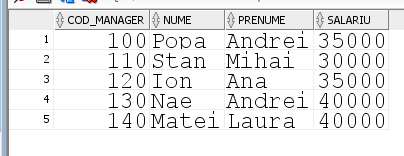 COD_MANAGER NUME PRENUME SALARIU
1 100 Popa Andrei 35000
2 110 Stan Mihai 30000
3 120 Ion Ana 35000
4 130 Nae Andrei 40000
5 140 Matei Laura 40000